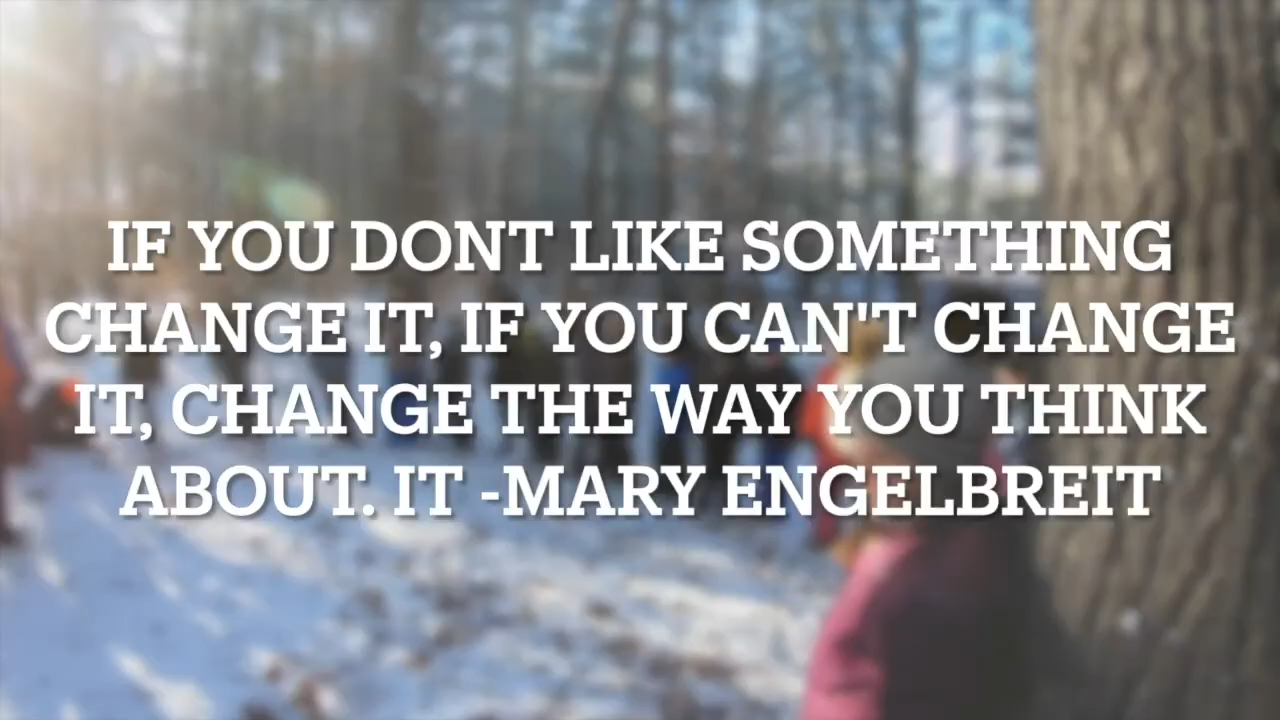 IF YOU DONT LIKE SOMETHING
CHANGE IT, IF YOU CAN'T CHANGE
IT, CHANGE THE WAY YOU THINK
ABOUT. IT -MARY ENGELBREIT